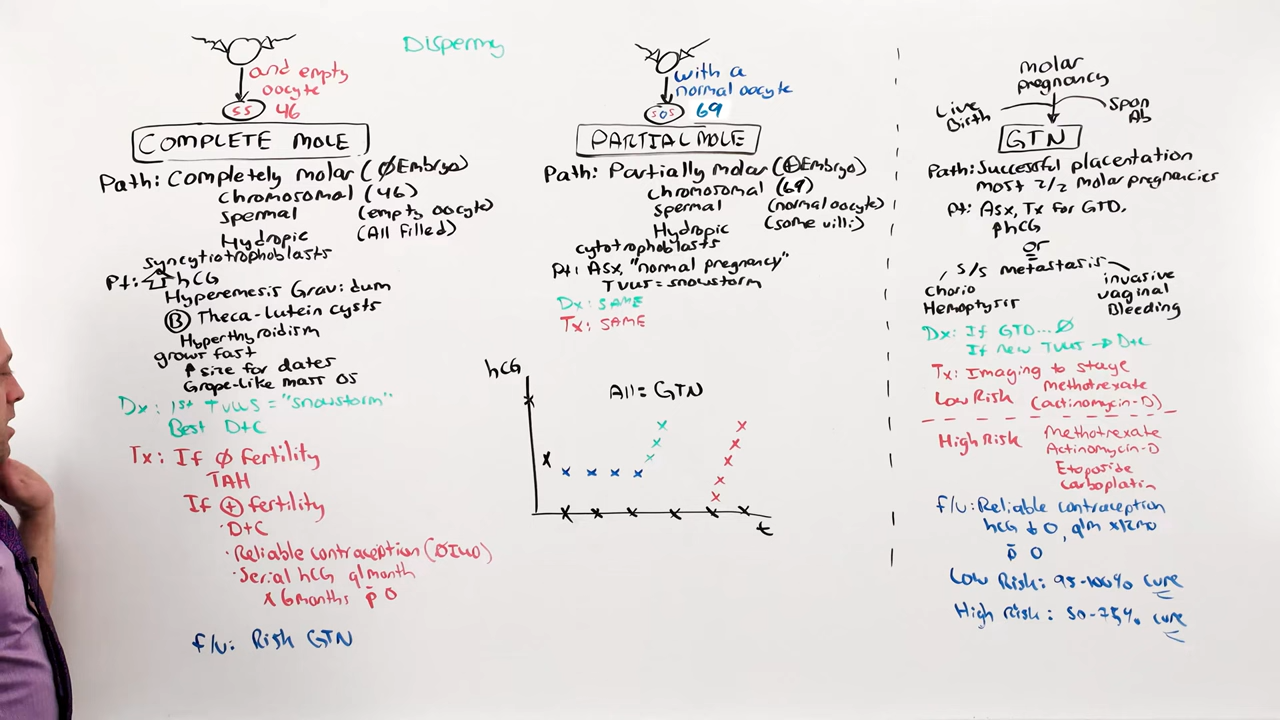 Dispermy
and empty
oocyte
ss 46
COMPLETE MOLE
Path: Completely molar (∅Embryo)
Chromosomal (46)
Spermal (empty oocyte)
Hydropic (All filled)
syncytiotrophoblasts
Pt: ⇧ hCG
Hyperemesis Gravidum
Ⓑ Theca-lutein cysts
Hyperthyroidism
grows fast
↑ size for dates
Grape-like mass OS
Dx: 1st TVUS = "snowstorm"
Best D+C
Tx: If ∅ fertility
TAH
If ⊕ fertility
·D+C
·Reliable contraception (∅IUD)
·Serial hCG q1month
x 6months p̄ 0
f/u: Risk GTN
with a
normal oocyte
sos 69
PARTIAL MOLE
Path: Partially molar (⊕Embryo)
Chromosomal (69)
Spermal (normal oocyte)
Hydropic (some villi)
cytotrophoblasts
Pt: ASx, "normal pregnancy"
TVUS = snowstorm
Dx: SAME
Tx: SAME
hCG
All = GTN
t
molar
pregnancy
Live
Birth
Spon
Ab
GTN
Path: Successful placentation
most 2/2 molar pregnancies
pt: Asx, Tx for GTD,
↑hCG
or
s/s metastasis
Chorio
Hemoptysis
invasive
vaginal
Bleeding
Dx: If GTD...∅
If new TVUS → D+C
Tx: Imaging to stage
Low Risk Methotrexate
(actinomycin-D)
High Risk Methotrexate
Actinomycin-D
Etoposide
Carboplatin
f/u: Reliable contraception
hCG to 0, q1m x12mo
p̄ 0
Low Risk: 95-100% cure
High Risk: 50-75% cure